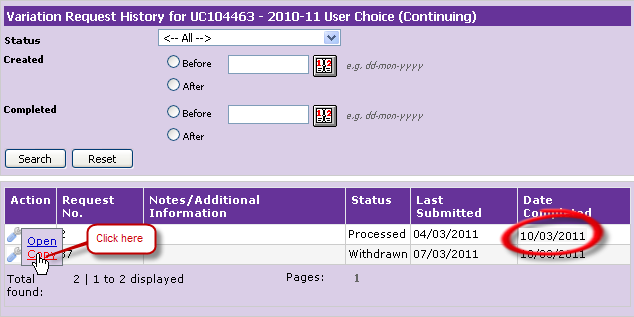 Variation Request History for UC104463 - 2010-11 User Choice (Continuing)
Status <-- All -->
Created Before e.g. dd-mon-yyyy
After
Completed Before e.g. dd-mon-yyyy
After
Search Reset
Action Request No. Notes/Additional Information Status Last Submitted Date Completed
2 Processed 04/03/2011 10/03/2011
Open
Copy 37 Withdrawn 07/03/2011 10/03/2011
Click here
Total found: 2 | 1 to 2 displayed Pages: 1